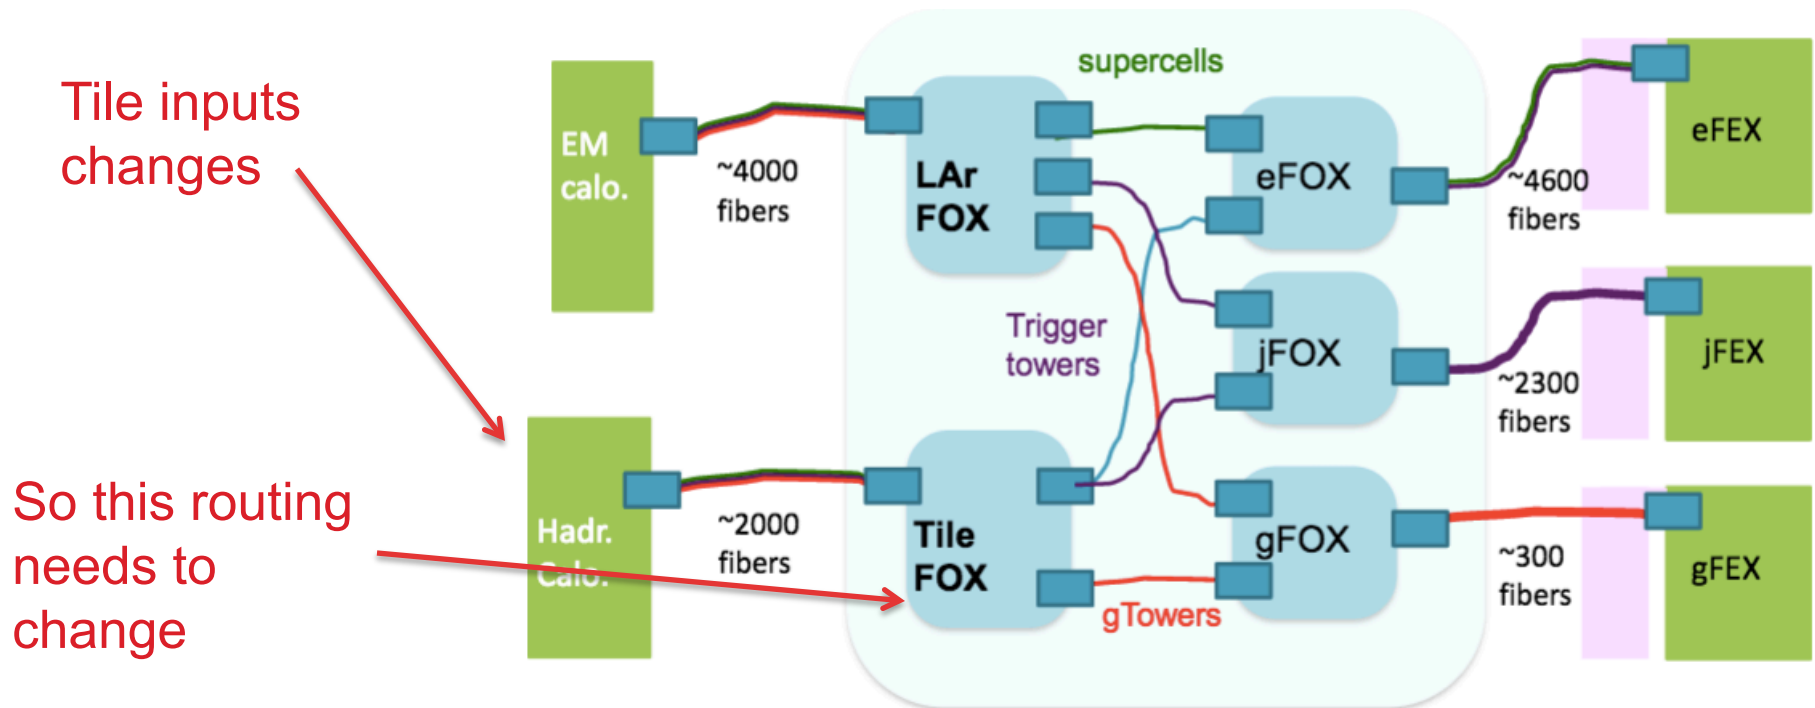 Tile inputs
changes
So this routing
needs to
change
EM
calo.
~4000
fibers
Hadr.
Calo.
~2000
fibers
LAr
FOX
Tile
FOX
supercells
Trigger
towers
gTowers
eFOX
jFOX
gFOX
~4600
fibers
~2300
fibers
~300
fibers
eFEX
jFEX
gFEX